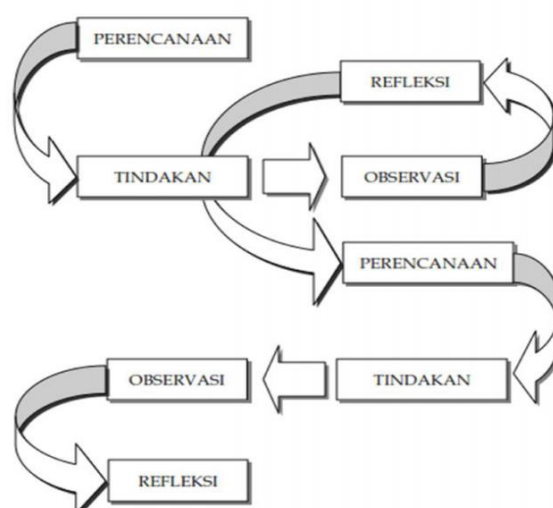 PERENCANAAN
REFLEKSI
TINDAKAN
OBSERVASI
PERENCANAAN
OBSERVASI
TINDAKAN
REFLEKSI